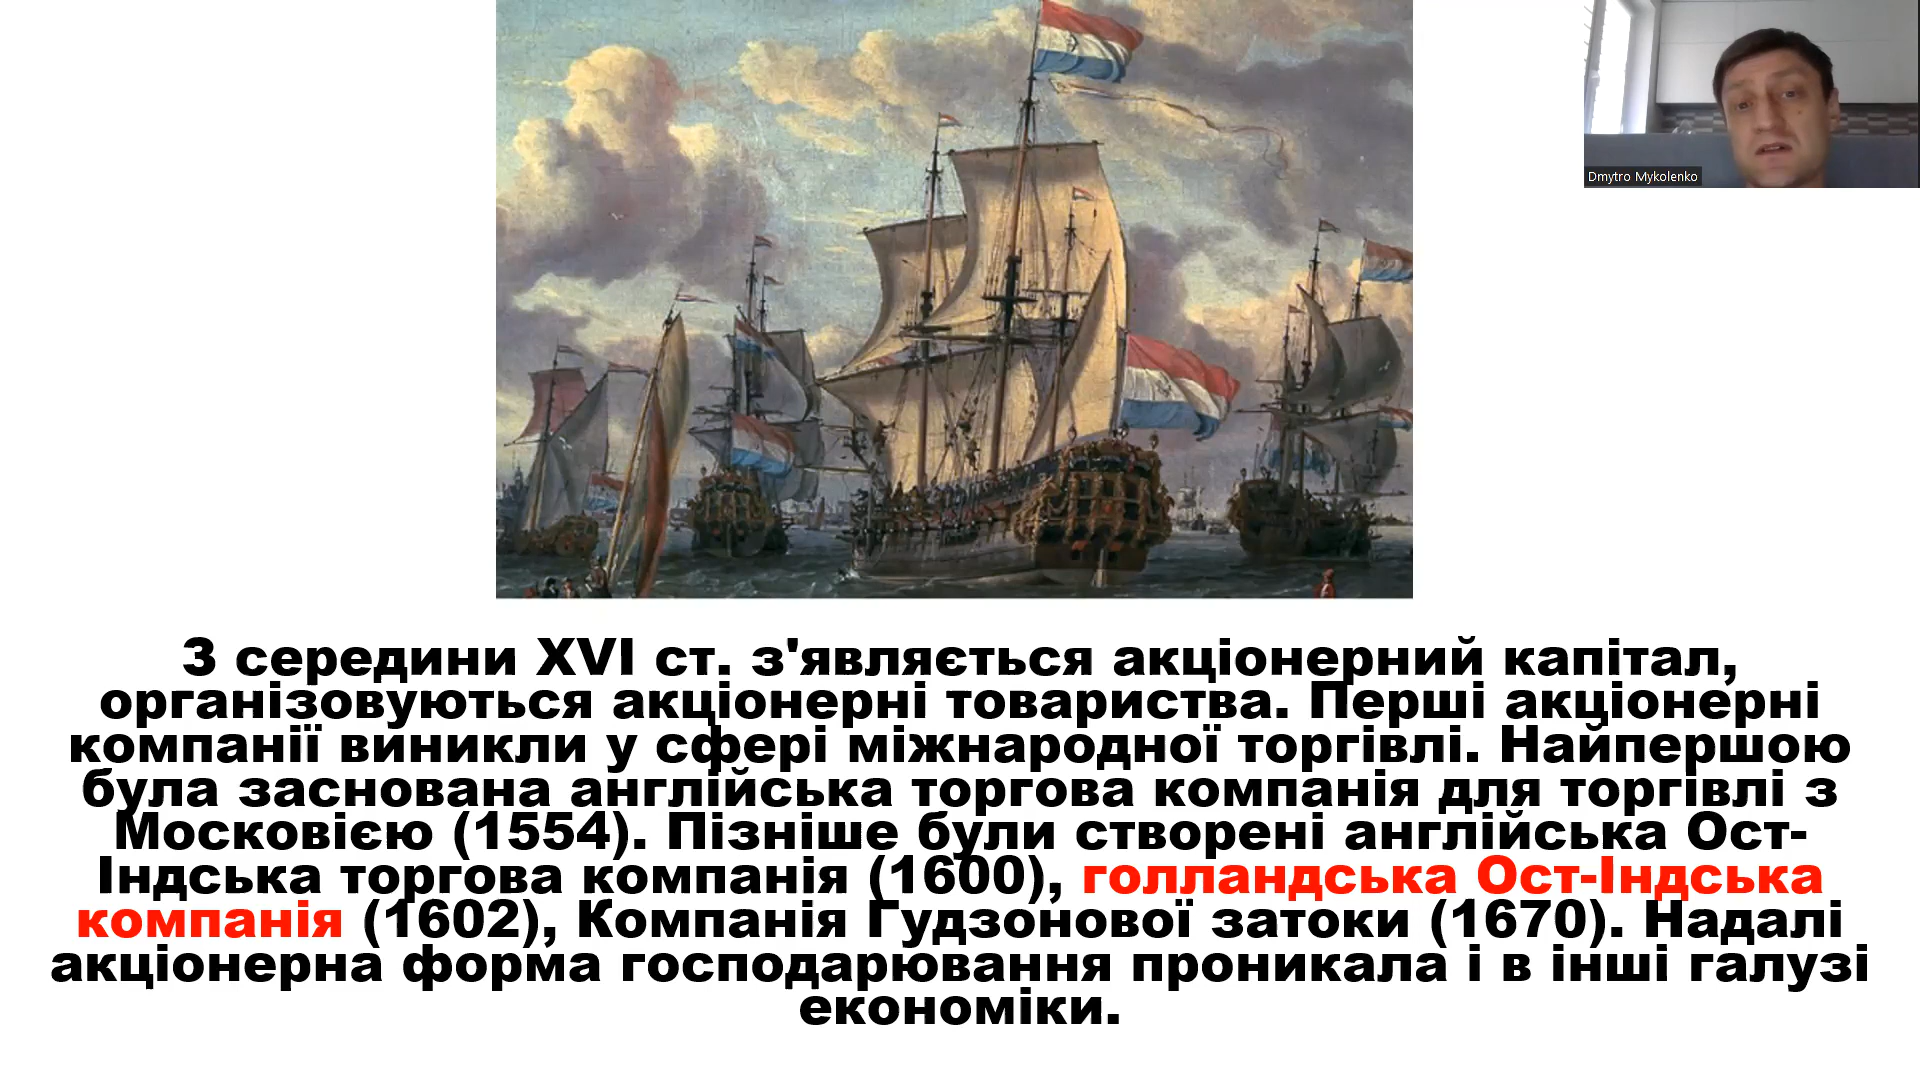 Dmytro Mykolenko
З середини XVI ст. з'являється акціонерний капітал,
організовуються акціонерні товариства. Перші акціонерні
компанії виникли у сфері міжнародної торгівлі. Найпершою
була заснована англійська торгова компанія для торгівлі з
Московією (1554). Пізніше були створені англійська Ост-
Індська торгова компанія (1600), голландська Ост-Індська
компанія (1602), Компанія Гудзонової затоки (1670). Надалі
акціонерна форма господарювання проникала і в інші галузі
економіки.